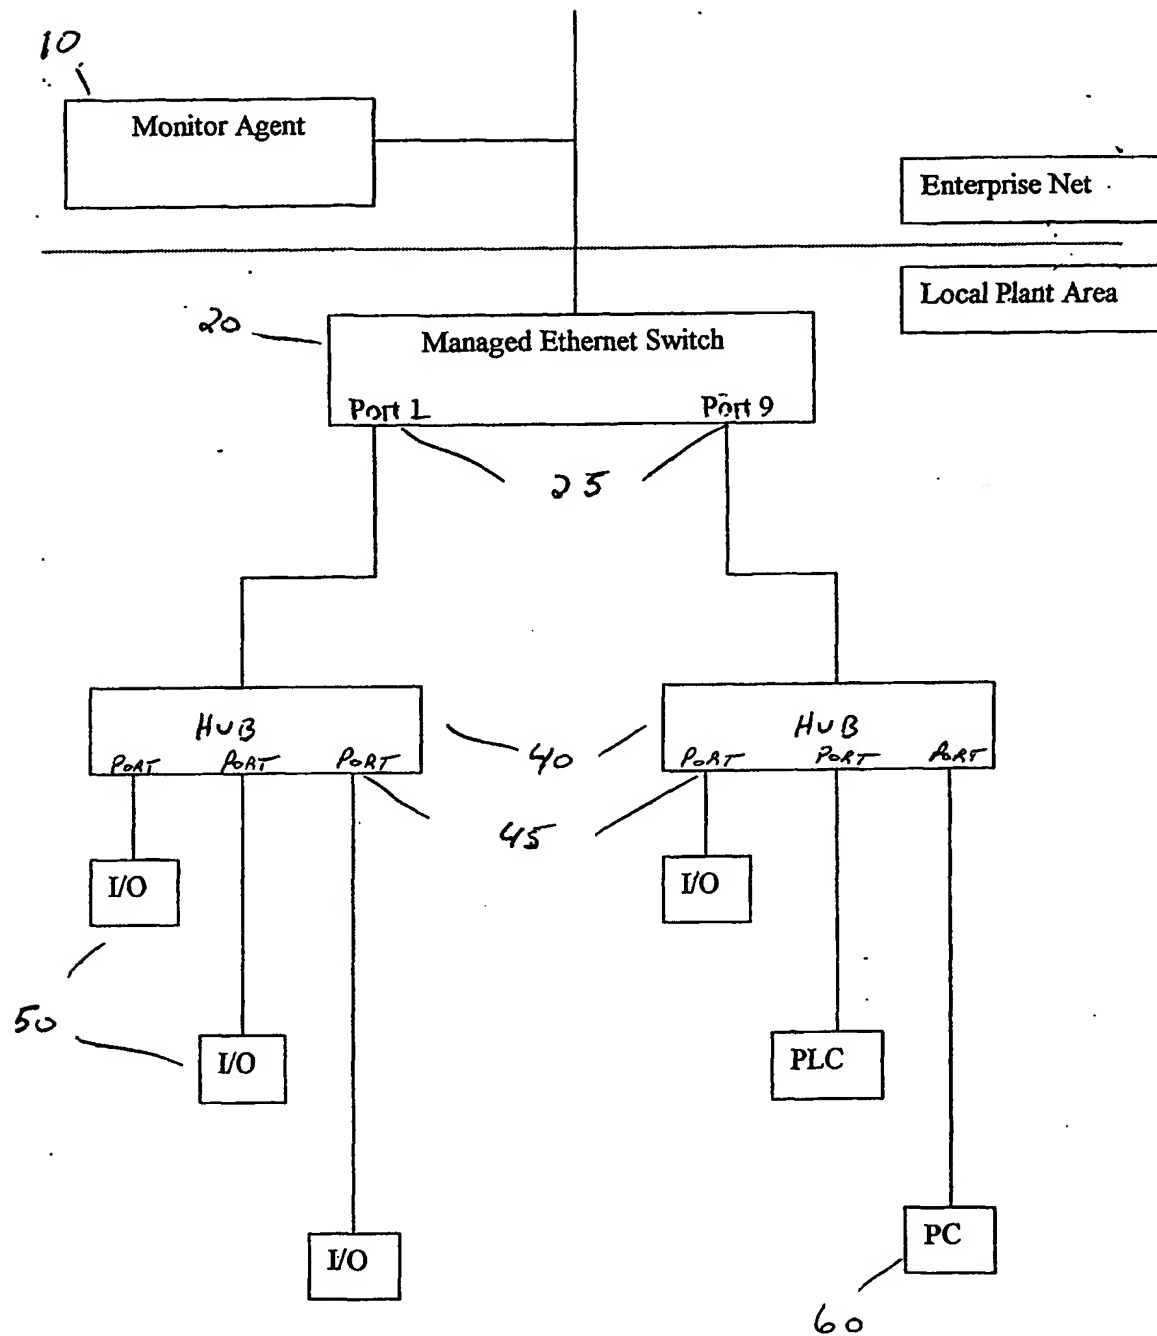 10
Monitor Agent
Enterprise Net
Local Plant Area
20
Managed Ethernet Switch
Port 1
Port 9
25
HUB
HUB
40
PORT
PORT
PORT
PORT
PORT
PORT
45
I/O
I/O
50
I/O
PLC
I/O
PC
60